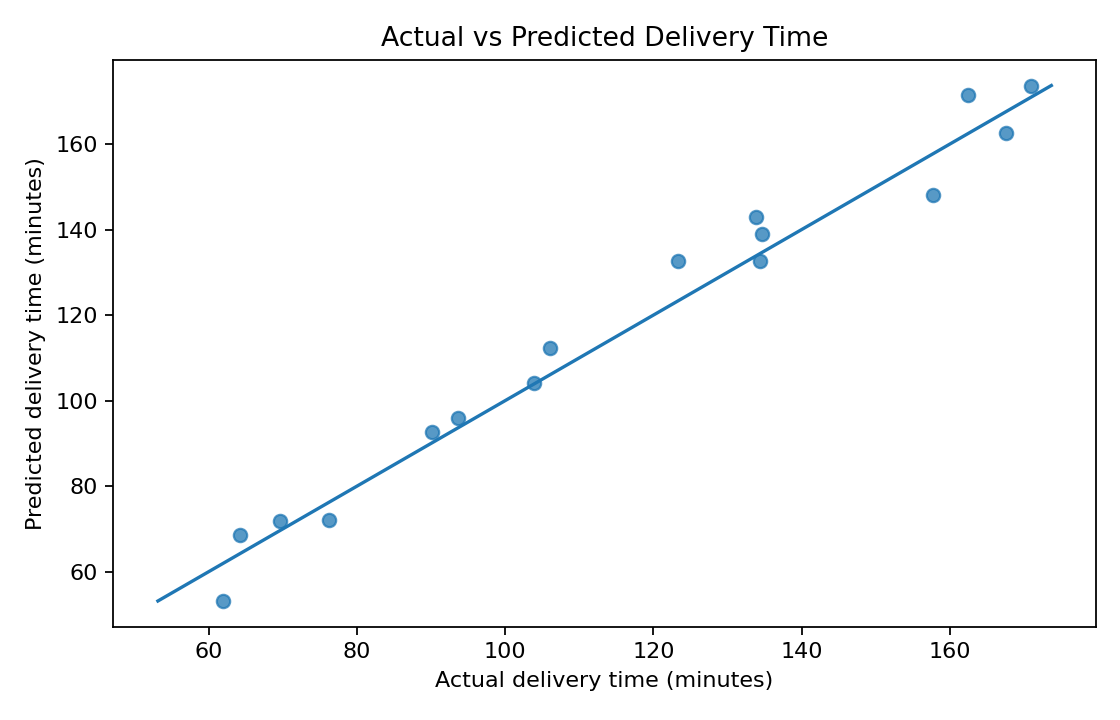 Actual vs Predicted Delivery Time
Predicted delivery time (minutes)
160
140
120
100
80
60
60 80 100 120 140 160
Actual delivery time (minutes)